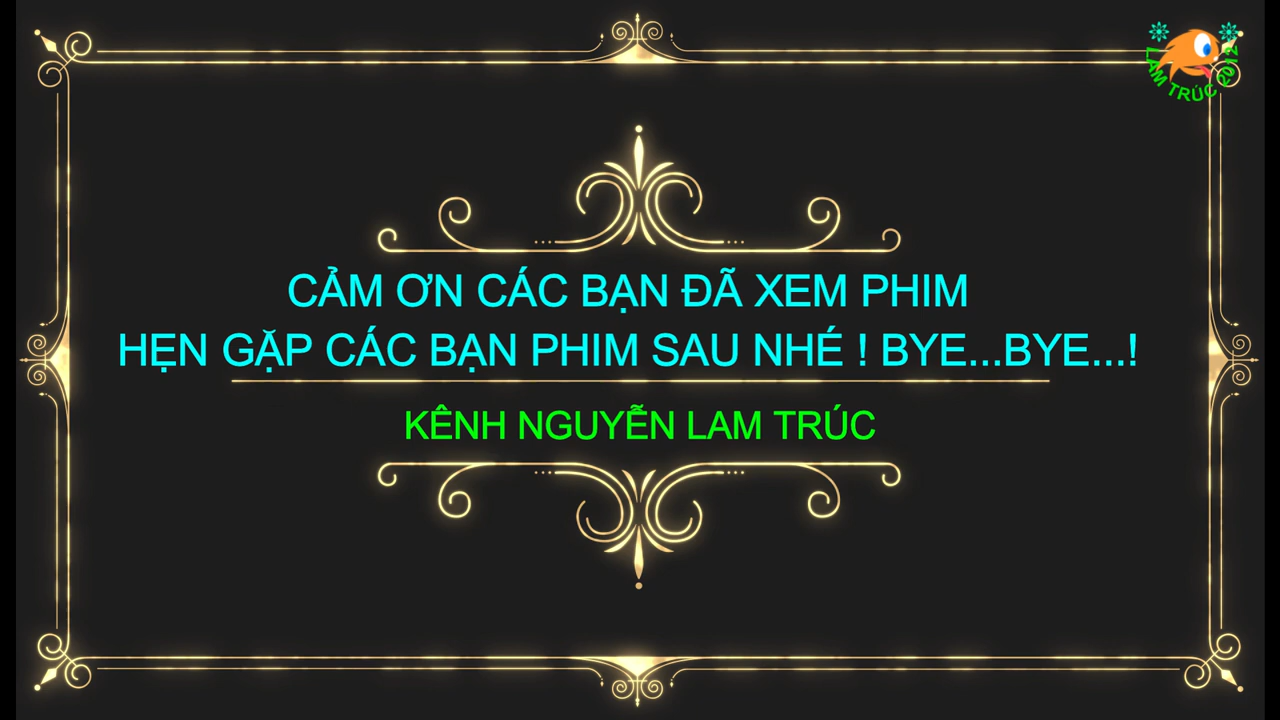 LAM TRÚC 2012
CẢM ƠN CÁC BẠN ĐÃ XEM PHIM
HẸN GẶP CÁC BẠN PHIM SAU NHÉ ! BYE...BYE...!
KÊNH NGUYỄN LAM TRÚC